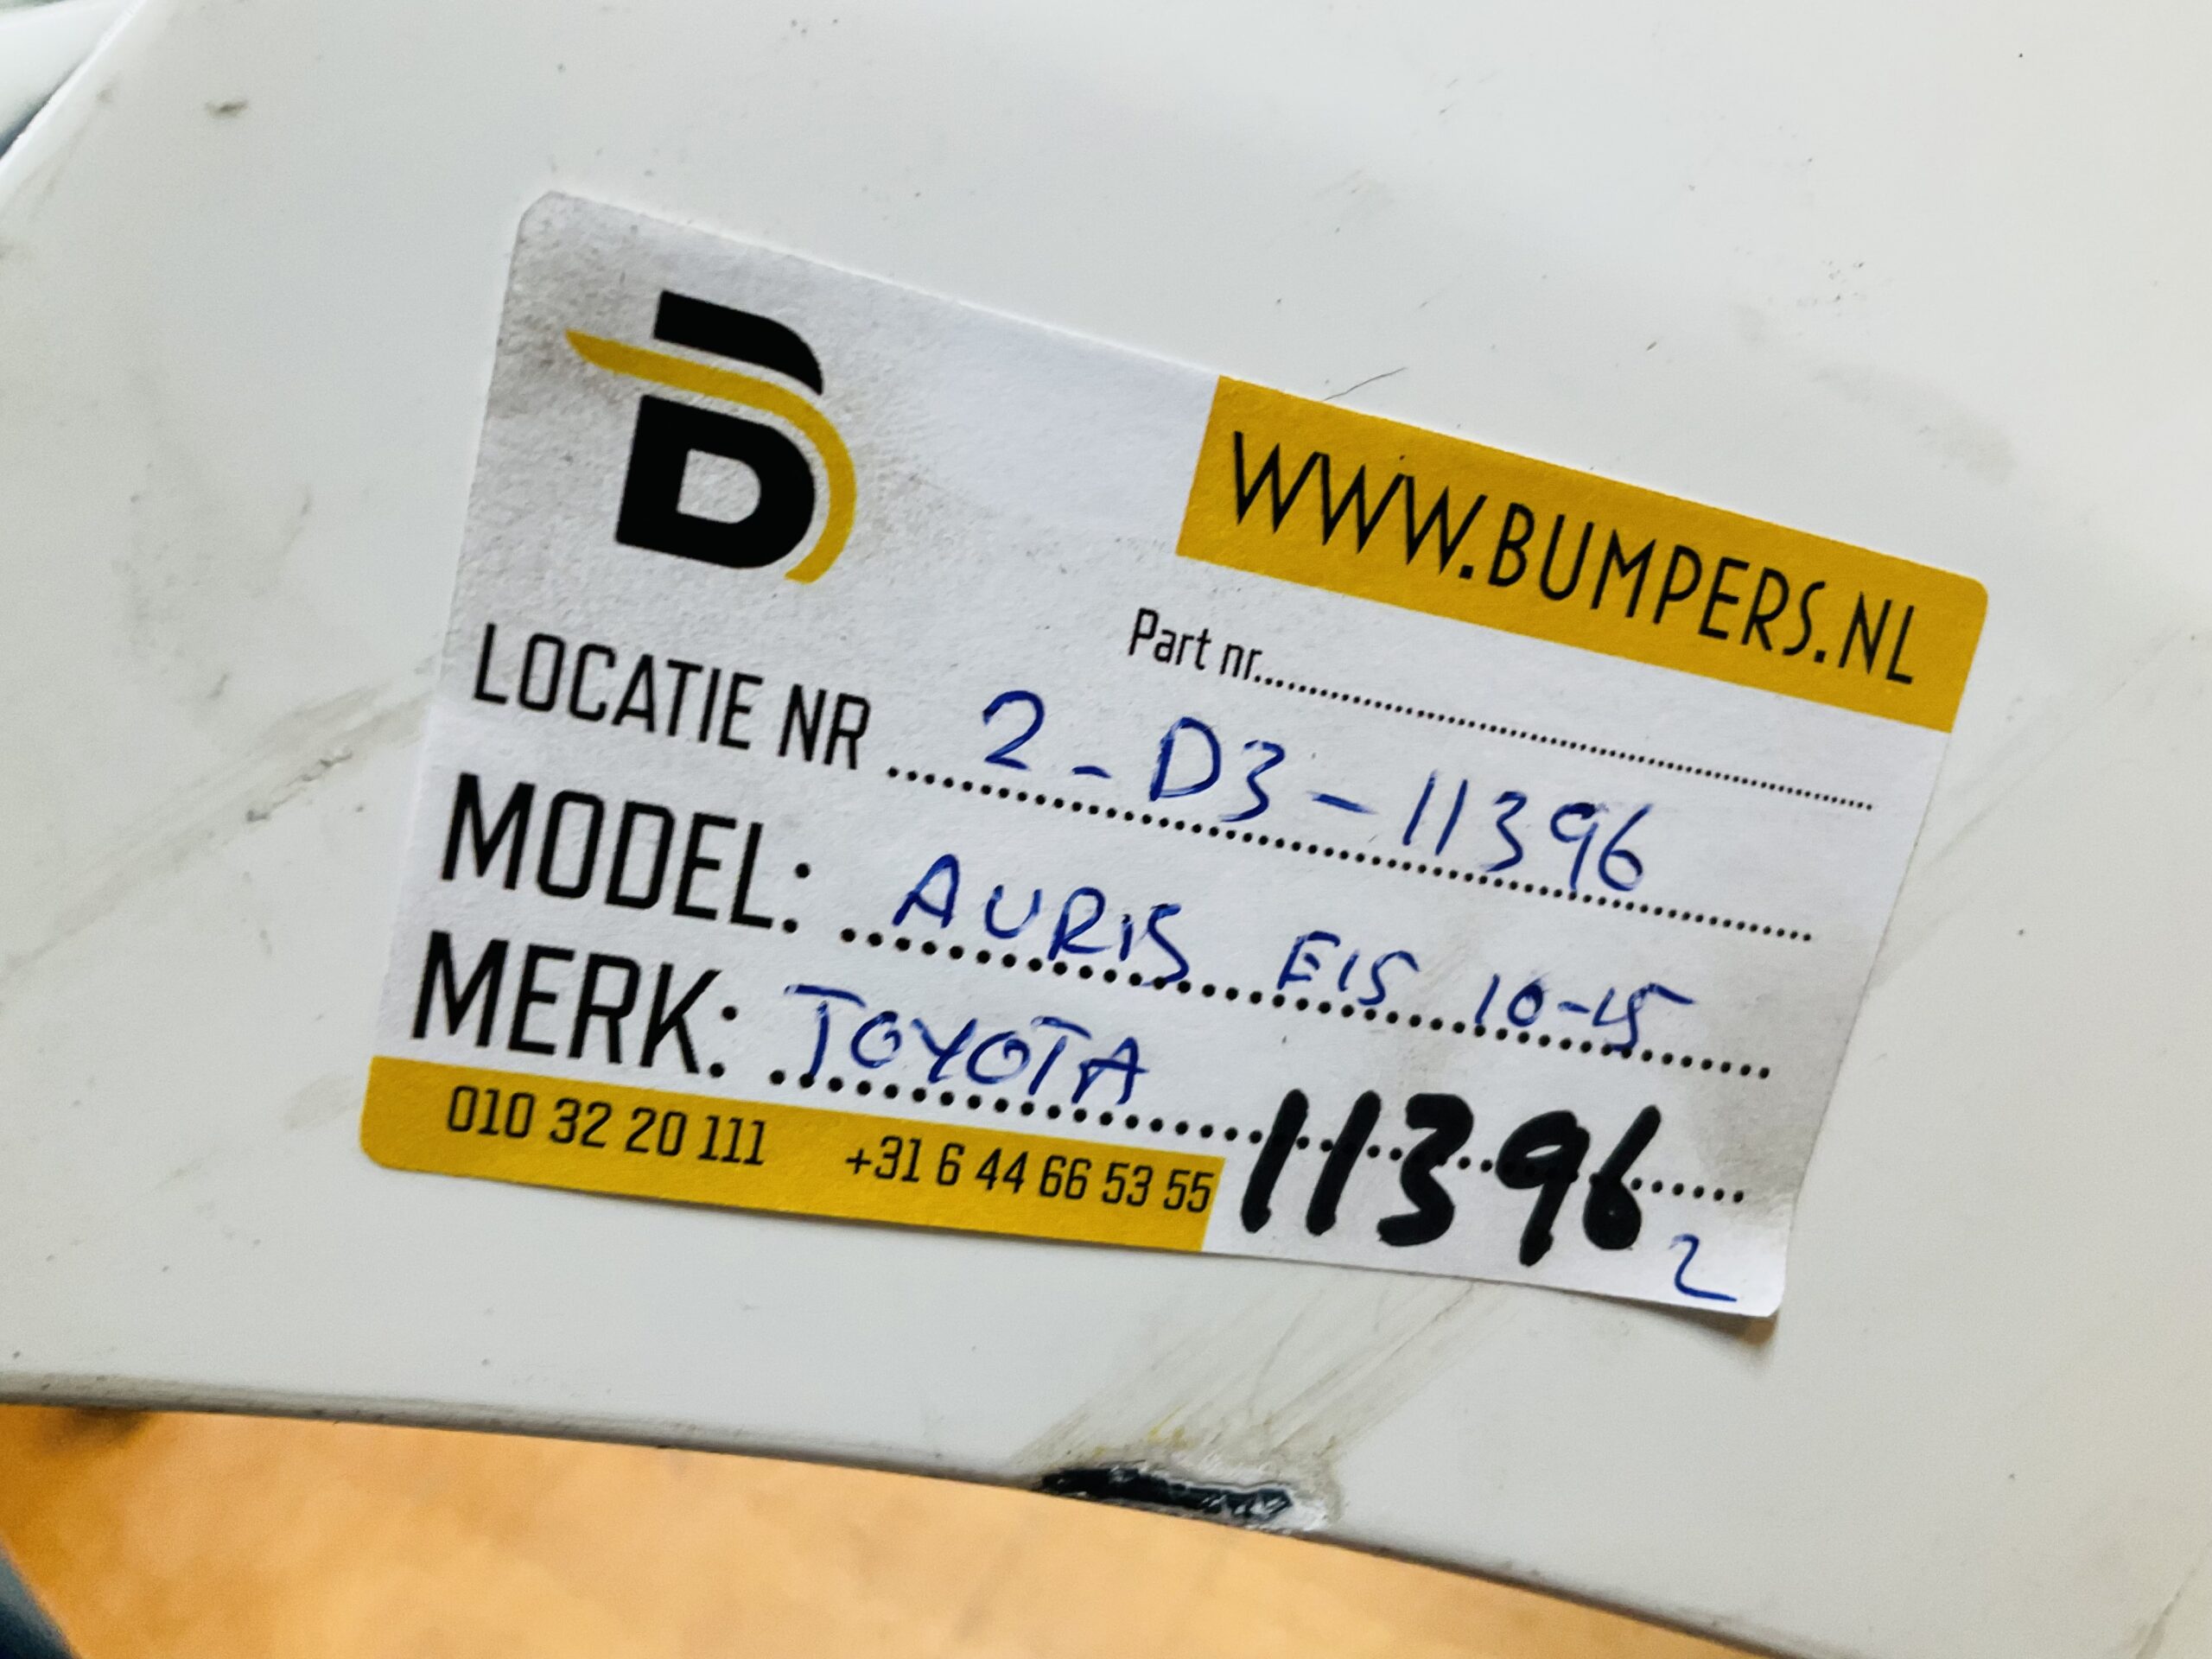 B
WWW.BUMPERS.NL
Part nr.
LOCATIE NR 2-D3-11396
MODEL: AURIS E15 10-15
MERK: TOYOTA
010 32 20 111 +31 6 44 66 53 55
11396
2